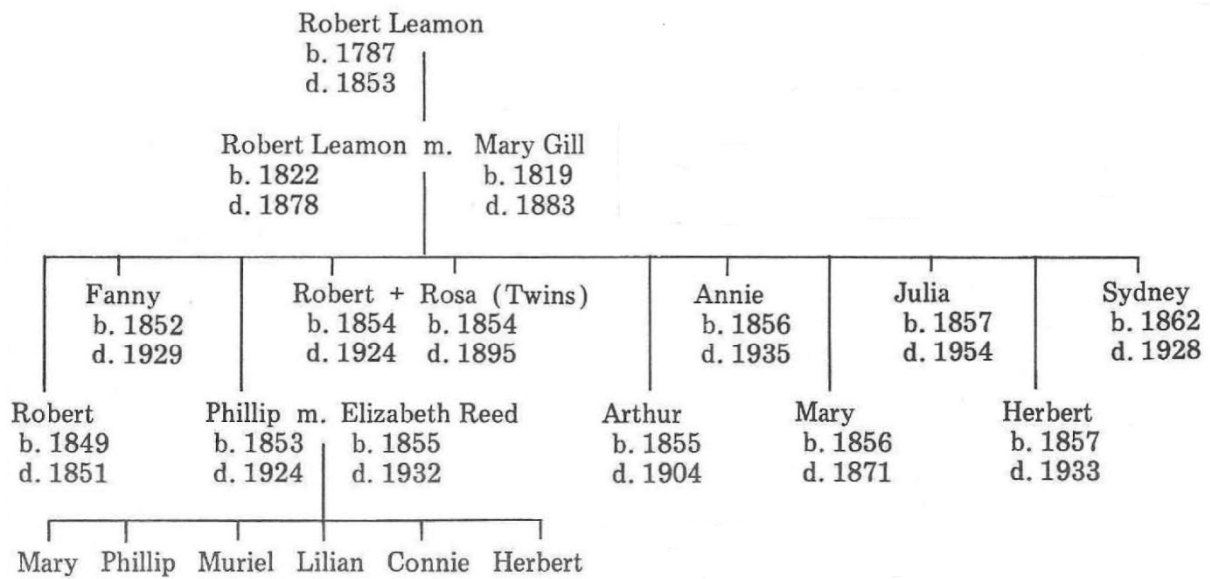 Robert Leamon
b. 1787
d. 1853
Robert Leamon m. Mary Gill
b. 1822 b. 1819
d. 1878 d. 1883
Fanny Robert + Rosa (Twins) Annie Julia Sydney
b. 1852 b. 1854 b. 1854 b. 1856 b. 1857 b. 1862
d. 1929 d. 1924 d. 1895 d. 1935 d. 1954 d. 1928
Robert Phillip m. Elizabeth Reed Arthur Mary Herbert
b. 1849 b. 1853 b. 1855 b. 1855 b. 1856 b. 1857
d. 1851 d. 1924 d. 1932 d. 1904 d. 1871 d. 1933
Mary Phillip Muriel Lilian Connie Herbert